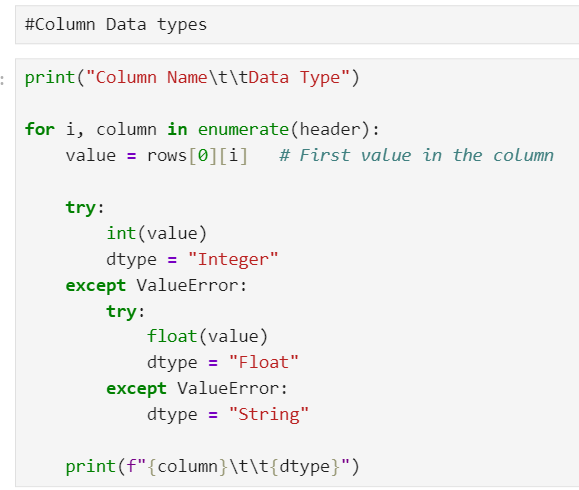 #Column Data types
print("Column Name\t\tData Type")
for i, column in enumerate(header):
    value = rows[0][i]   # First value in the column
    try:
        int(value)
        dtype = "Integer"
    except ValueError:
        try:
            float(value)
            dtype = "Float"
        except ValueError:
            dtype = "String"
    print(f"{column}\t\t{dtype}")